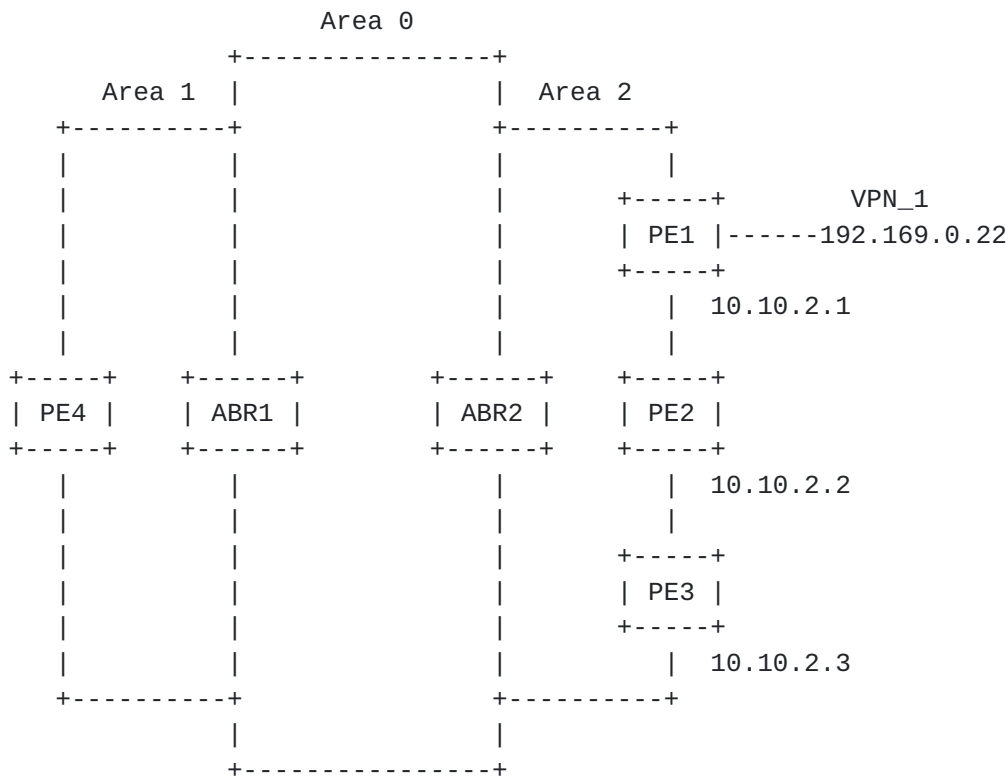 Area 0
Area 1 Area 2
VPN_1
PE1 192.169.0.22
10.10.2.1
PE4 ABR1 ABR2 PE2
10.10.2.2
PE3
10.10.2.3